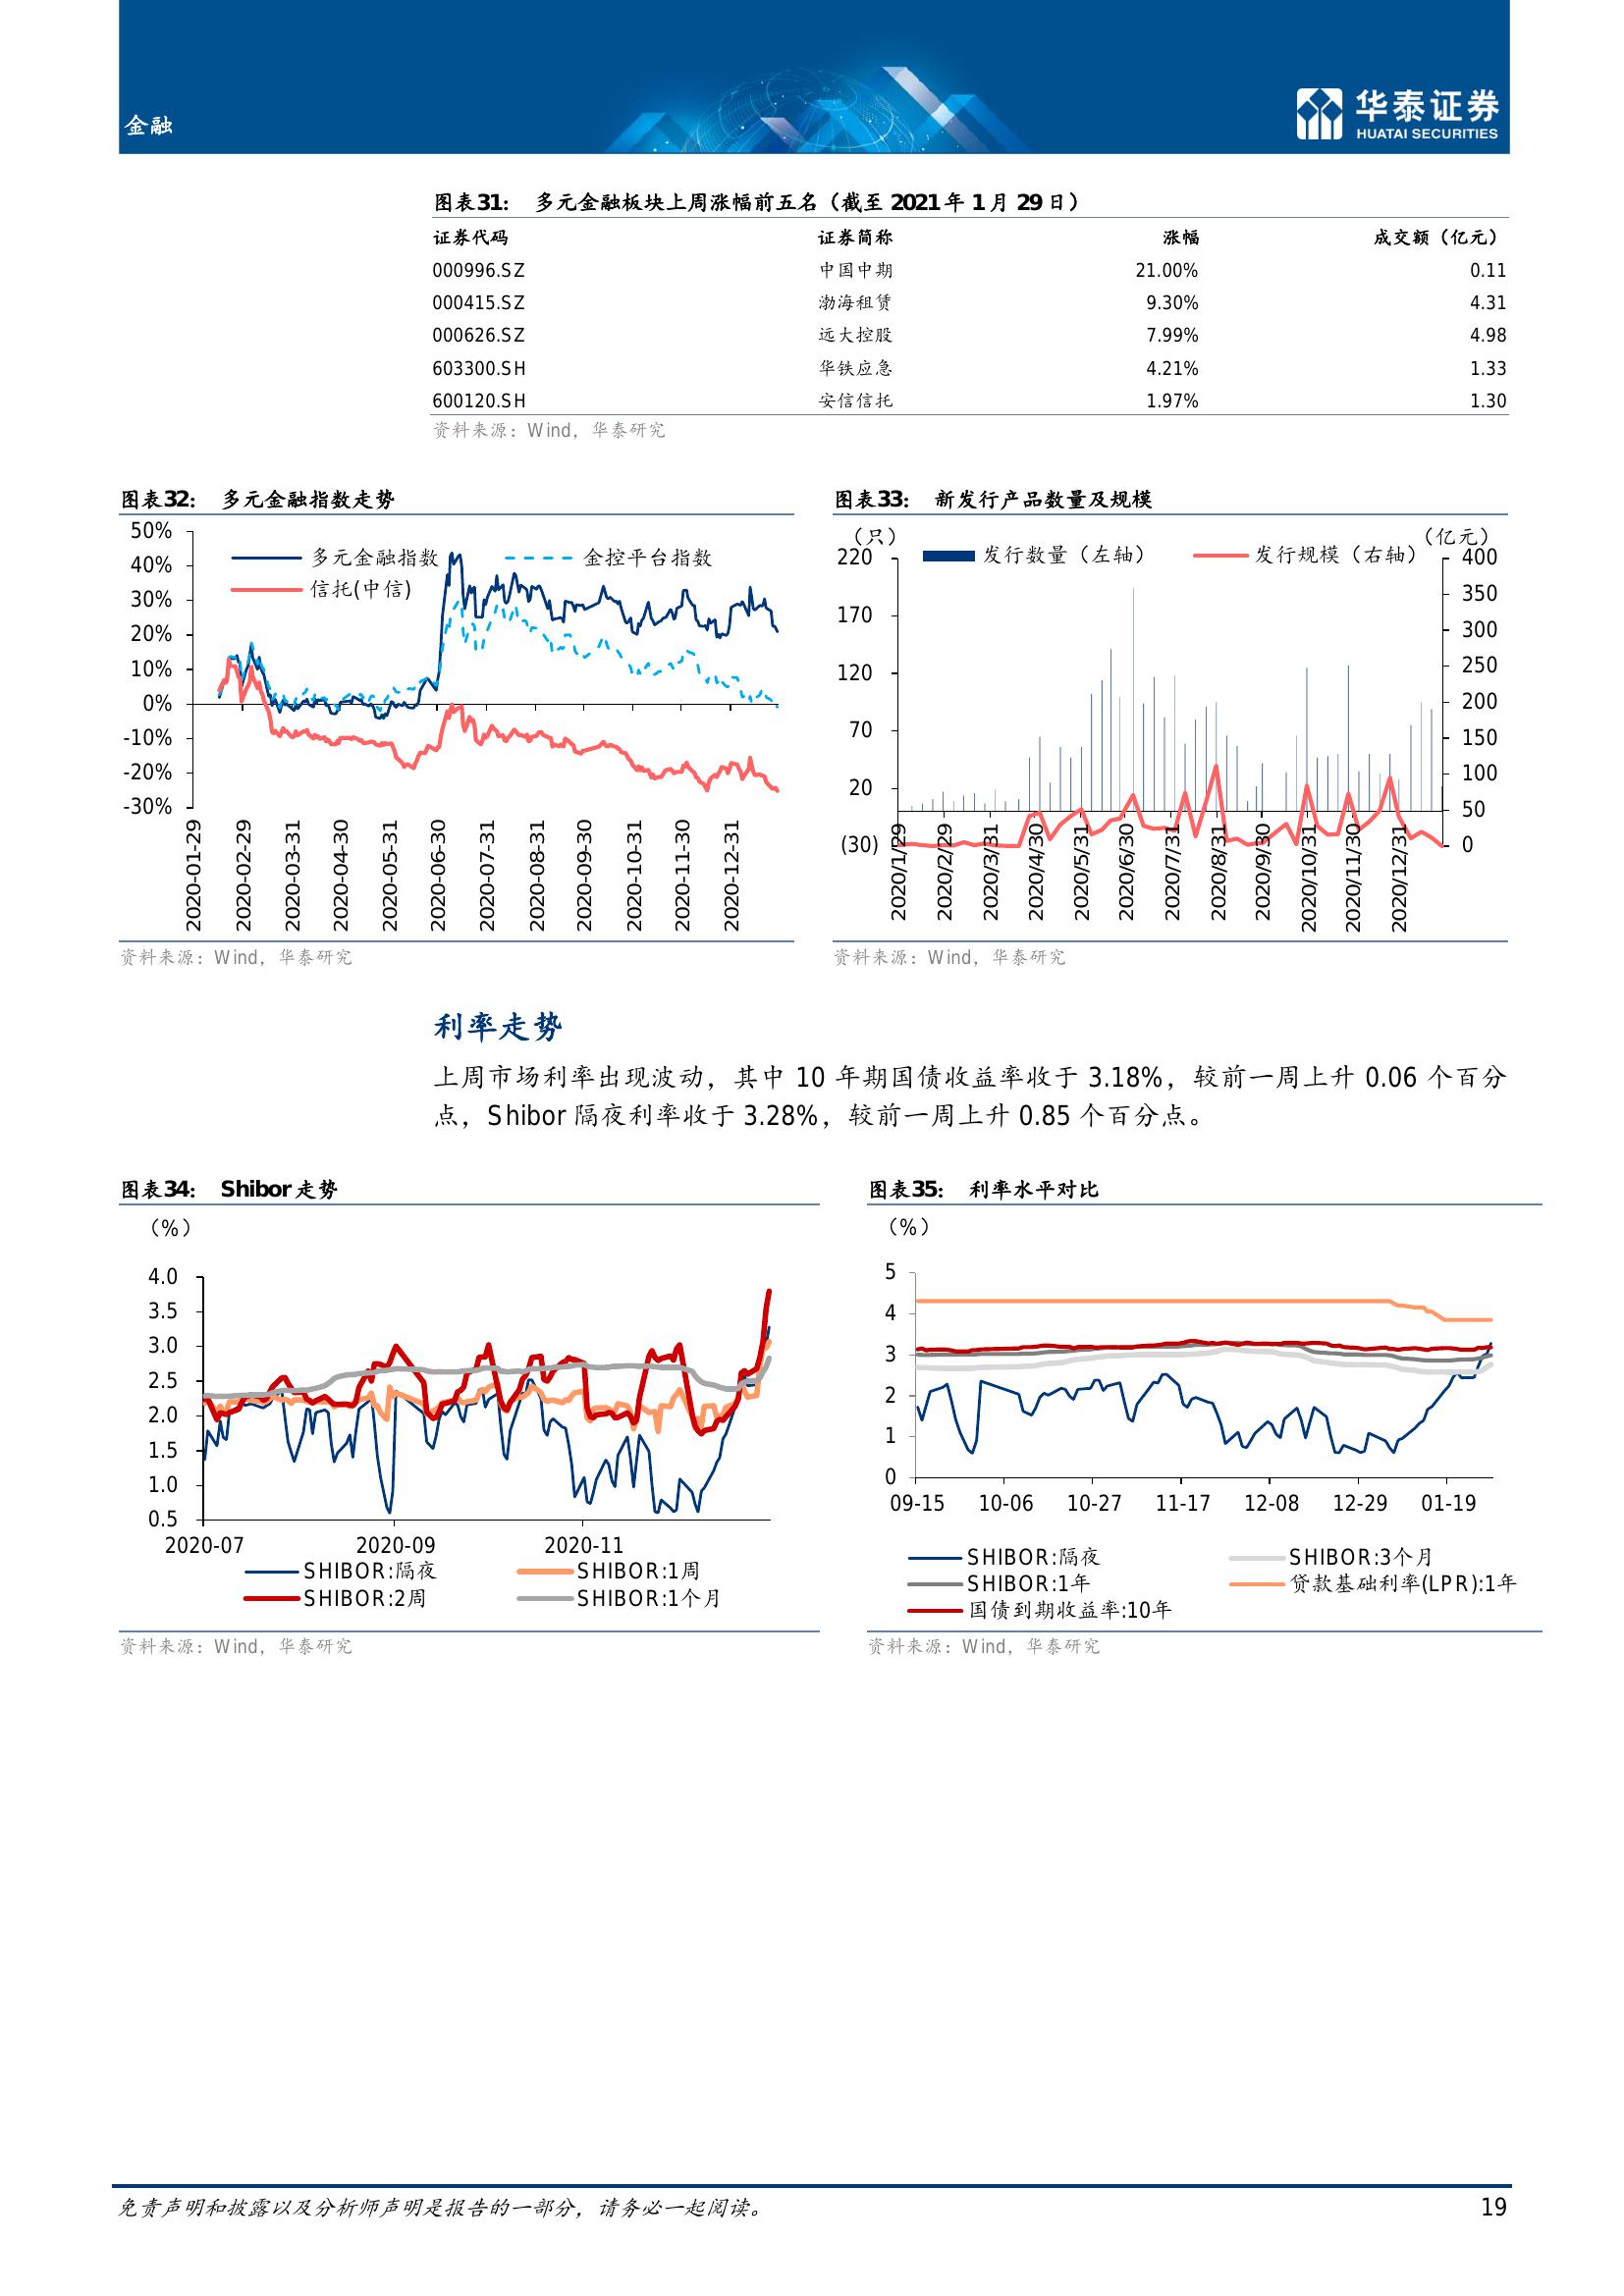 金融
华泰证券
HUATAI SECURITIES
图表31： 多元金融板块上周涨幅前五名（截至 2021 年 1 月 29 日）
证券代码 证券简称 涨幅 成交额（亿元）
000996.SZ 中国中期 21.00% 0.11
000415.SZ 渤海租赁 9.30% 4.31
000626.SZ 远大控股 7.99% 4.98
603300.SH 华铁应急 4.21% 1.33
600120.SH 安信信托 1.97% 1.30
资料来源：Wind，华泰研究
图表32： 多元金融指数走势
50%
40%
30%
20%
10%
0%
-10%
-20%
-30%
多元金融指数 金控平台指数
信托(中信)
2020-01-29
2020-02-29
2020-03-31
2020-04-30
2020-05-31
2020-06-30
2020-07-31
2020-08-31
2020-09-30
2020-10-31
2020-11-30
2020-12-31
资料来源：Wind，华泰研究
图表33： 新发行产品数量及规模
（只） （亿元）
发行数量（左轴） 发行规模（右轴）
220
170
120
70
20
(30)
400
350
300
250
200
150
100
50
0
2020/1/29
2020/2/29
2020/3/31
2020/4/30
2020/5/31
2020/6/30
2020/7/31
2020/8/31
2020/9/30
2020/10/31
2020/11/30
2020/12/31
资料来源：Wind，华泰研究
利率走势
上周市场利率出现波动，其中 10 年期国债收益率收于 3.18%，较前一周上升 0.06 个百分
点，Shibor 隔夜利率收于 3.28%，较前一周上升 0.85 个百分点。
图表34： Shibor 走势
（%）
4.0
3.5
3.0
2.5
2.0
1.5
1.0
0.5
2020-07 2020-09 2020-11
SHIBOR:隔夜 SHIBOR:1周
SHIBOR:2周 SHIBOR:1个月
资料来源：Wind，华泰研究
图表35： 利率水平对比
（%）
5
4
3
2
1
0
09-15 10-06 10-27 11-17 12-08 12-29 01-19
SHIBOR:隔夜 SHIBOR:3个月
SHIBOR:1年 贷款基础利率(LPR):1年
国债到期收益率:10年
资料来源：Wind，华泰研究
免责声明和披露以及分析师声明是报告的一部分，请务必一起阅读。 19